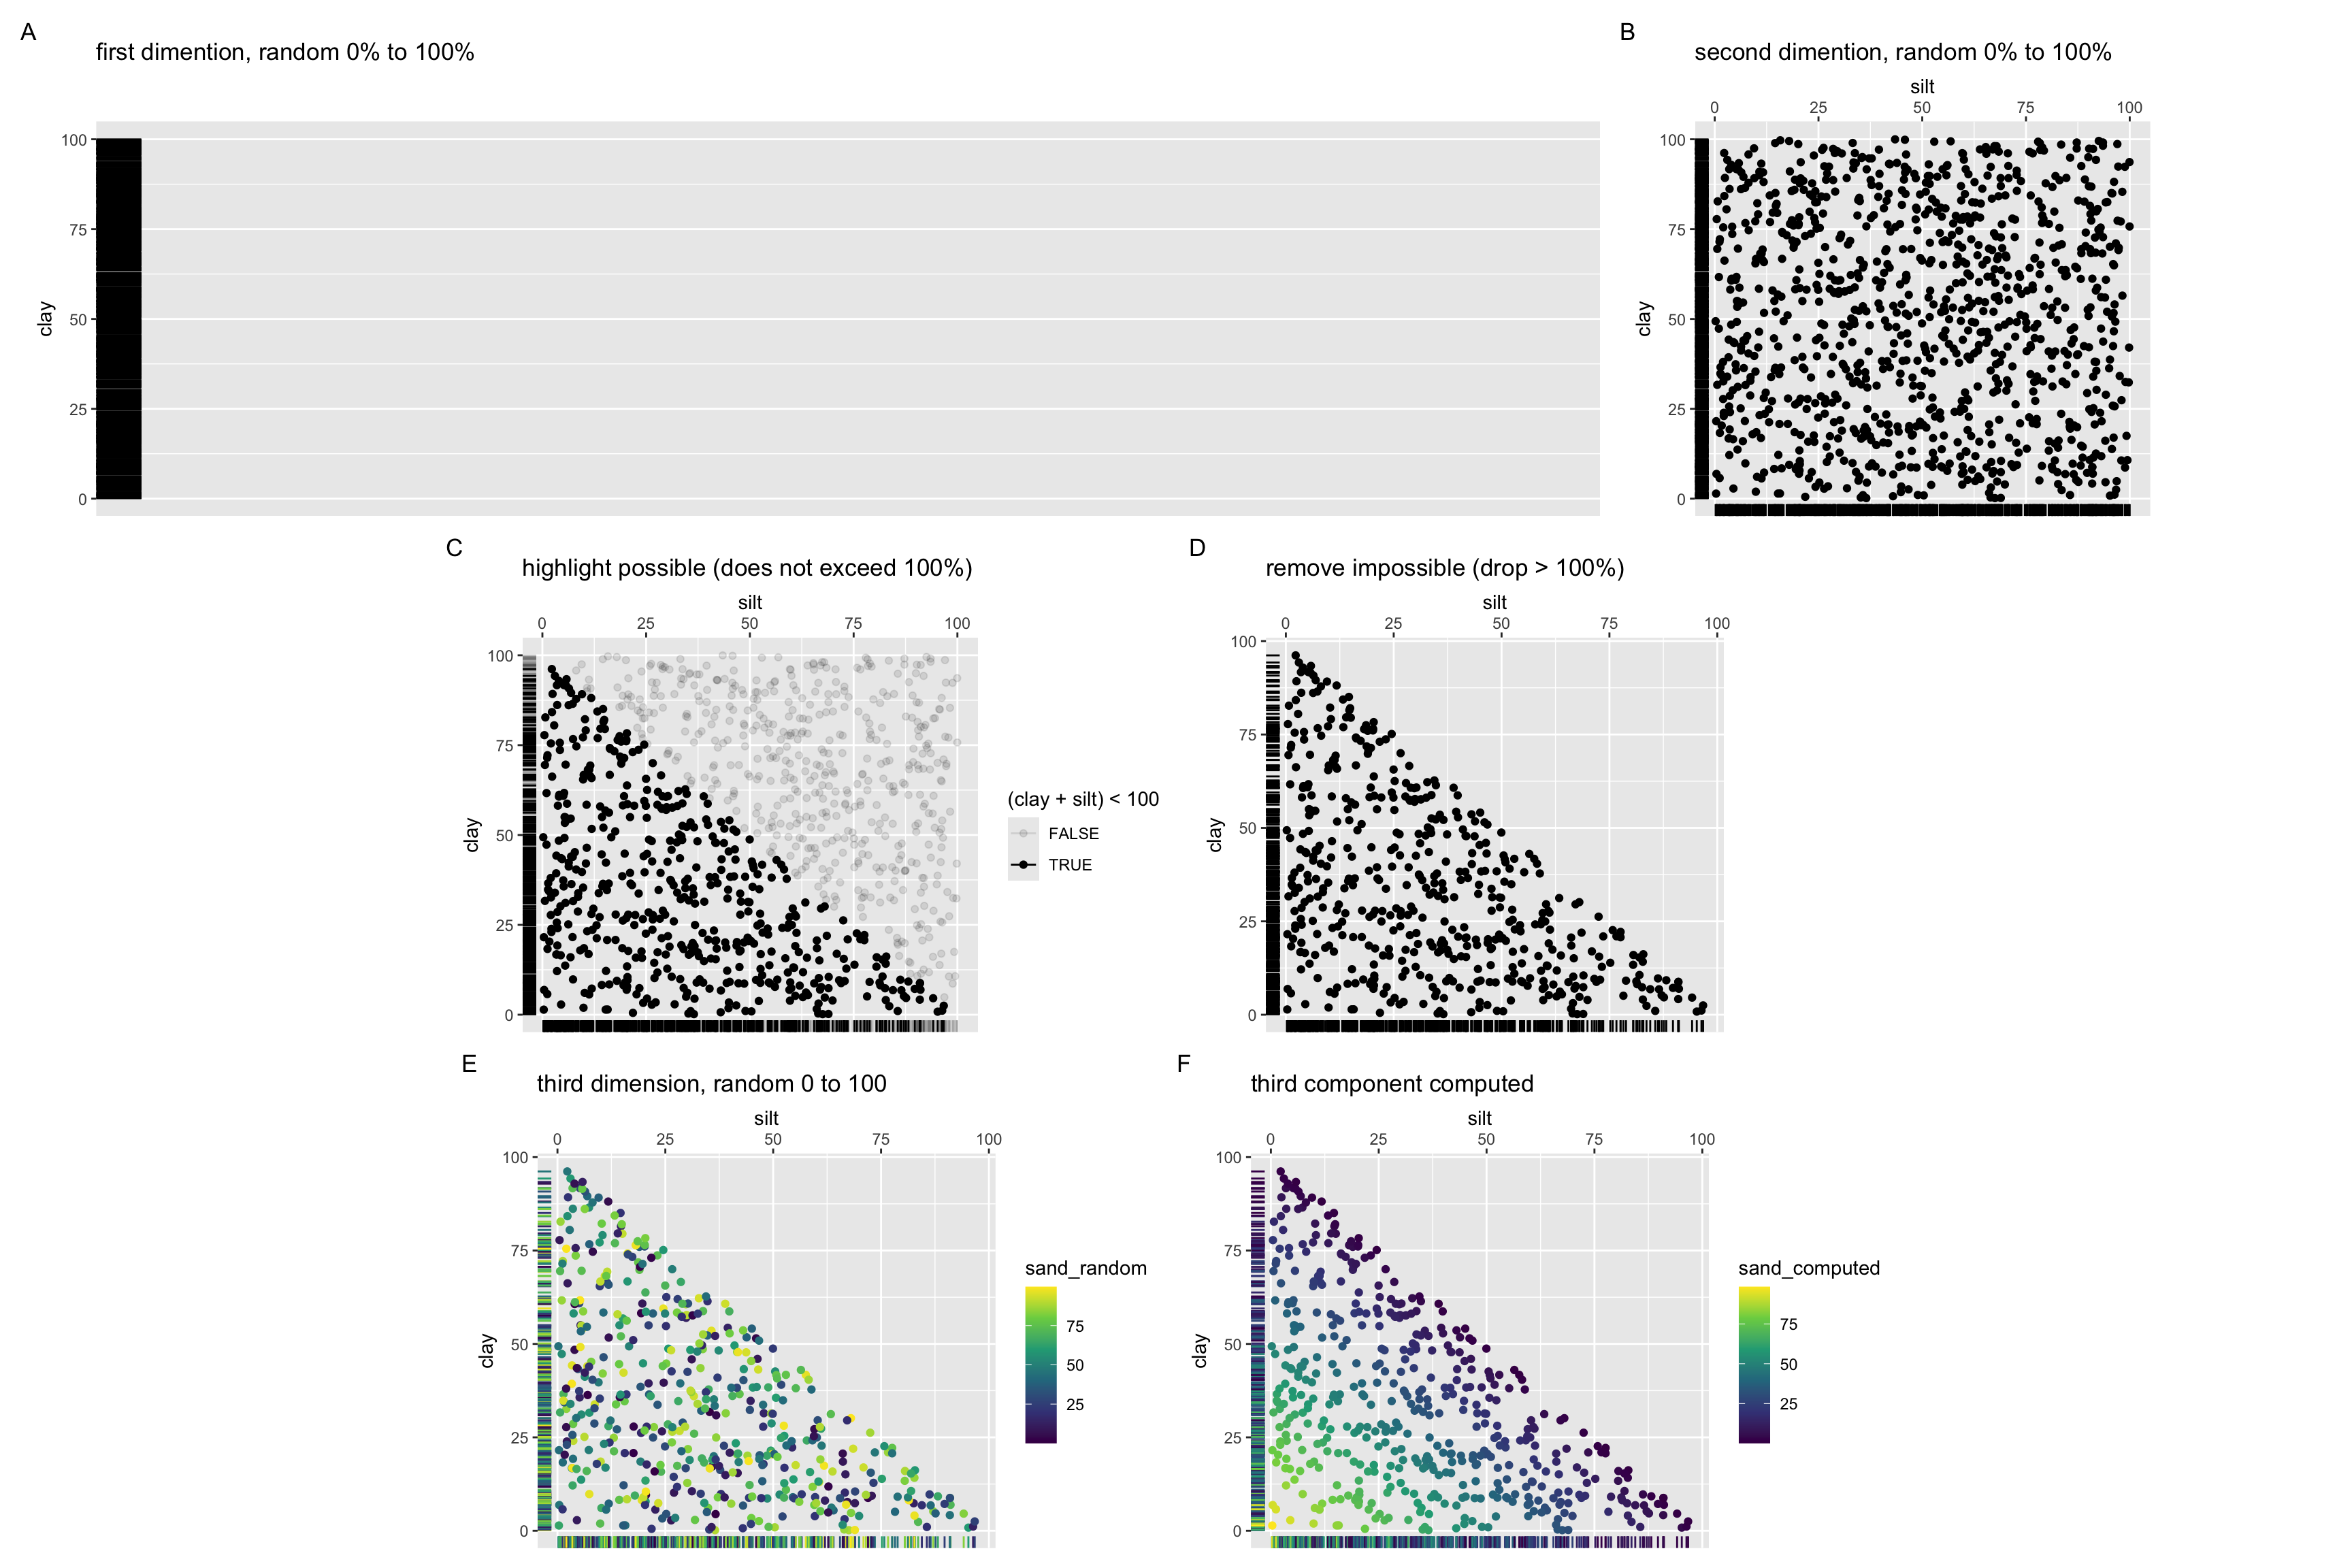 A
first dimention, random 0% to 100%
100
75
50
25
0
clay
B
second dimention, random 0% to 100%
silt
0 25 50 75 100
100
75
50
25
0
clay
C
highlight possible (does not exceed 100%)
silt
0 25 50 75 100
100
75
50
25
0
clay
(clay + silt) < 100
FALSE
TRUE
D
remove impossible (drop > 100%)
silt
0 25 50 75 100
100
75
50
25
0
clay
E
third dimension, random 0 to 100
silt
0 25 50 75 100
100
75
50
25
0
clay
sand_random
75
50
25
F
third component computed
silt
0 25 50 75 100
100
75
50
25
0
clay
sand_computed
75
50
25